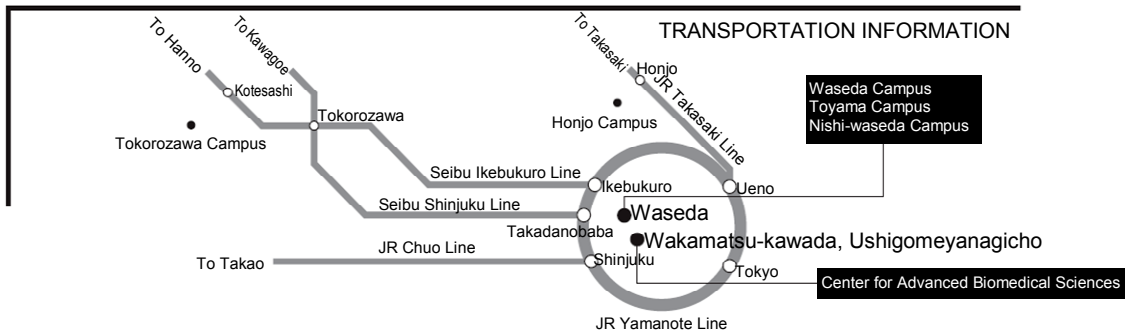 TRANSPORTATION INFORMATION
To Hanno
To Kawagoe
To Takasaki
Honjo
JR Takasaki Line
Kotesashi
Tokorozawa
Tokorozawa Campus
Honjo Campus
Waseda Campus
Toyama Campus
Nishi-waseda Campus
Seibu Ikebukuro Line
Ikebukuro
Ueno
Seibu Shinjuku Line
Waseda
Takadanobaba
Wakamatsu-kawada, Ushigomeyanagicho
JR Chuo Line
To Takao
Shinjuku
Tokyo
Center for Advanced Biomedical Sciences
JR Yamanote Line